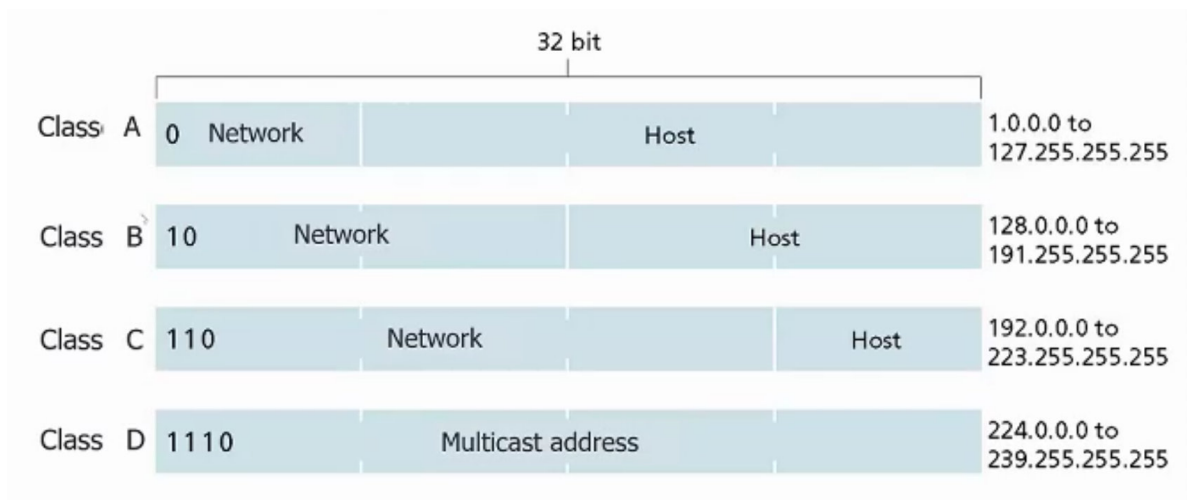 32 bit
Class A 0 Network Host 1.0.0.0 to
127.255.255.255
Class B 10 Network Host 128.0.0.0 to
191.255.255.255
Class C 110 Network Host 192.0.0.0 to
223.255.255.255
Class D 1110 Multicast address 224.0.0.0 to
239.255.255.255